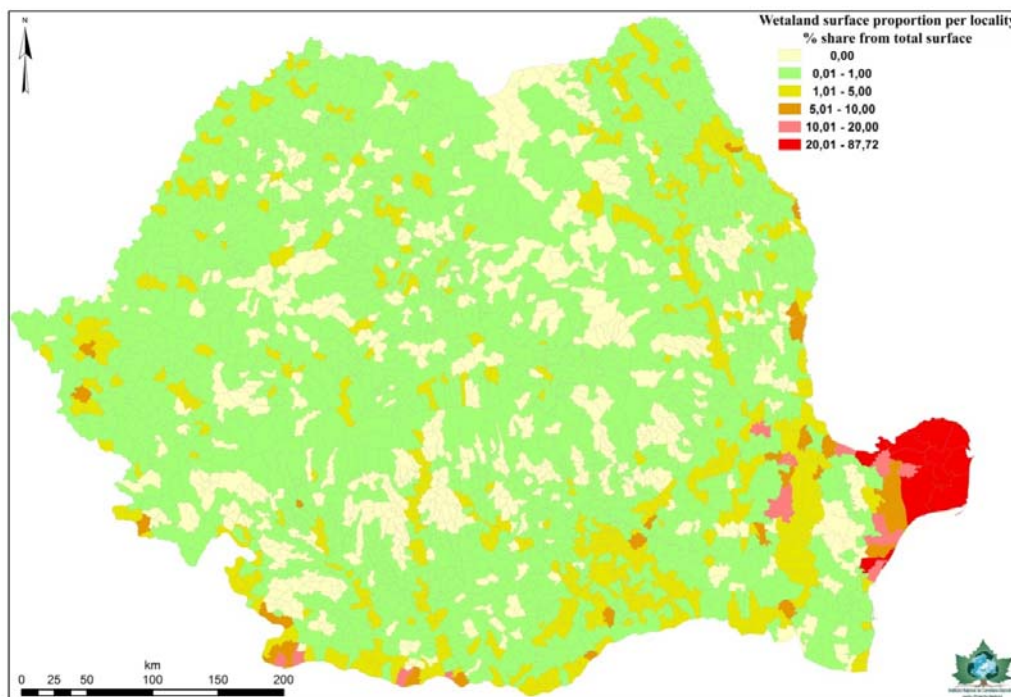 N
Wetaland surface proportion per locality
% share from total surface
0,00
0,01 - 1,00
1,01 - 5,00
5,01 - 10,00
10,01 - 20,00
20,01 - 87,72
km
0 25 50 100 150 200